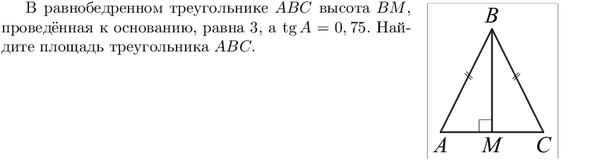 В равнобедренном треугольнике ABC высота BM,
проведённая к основанию, равна 3, а tg A = 0, 75. Най-
дите площадь треугольника ABC.
B
A
M
C